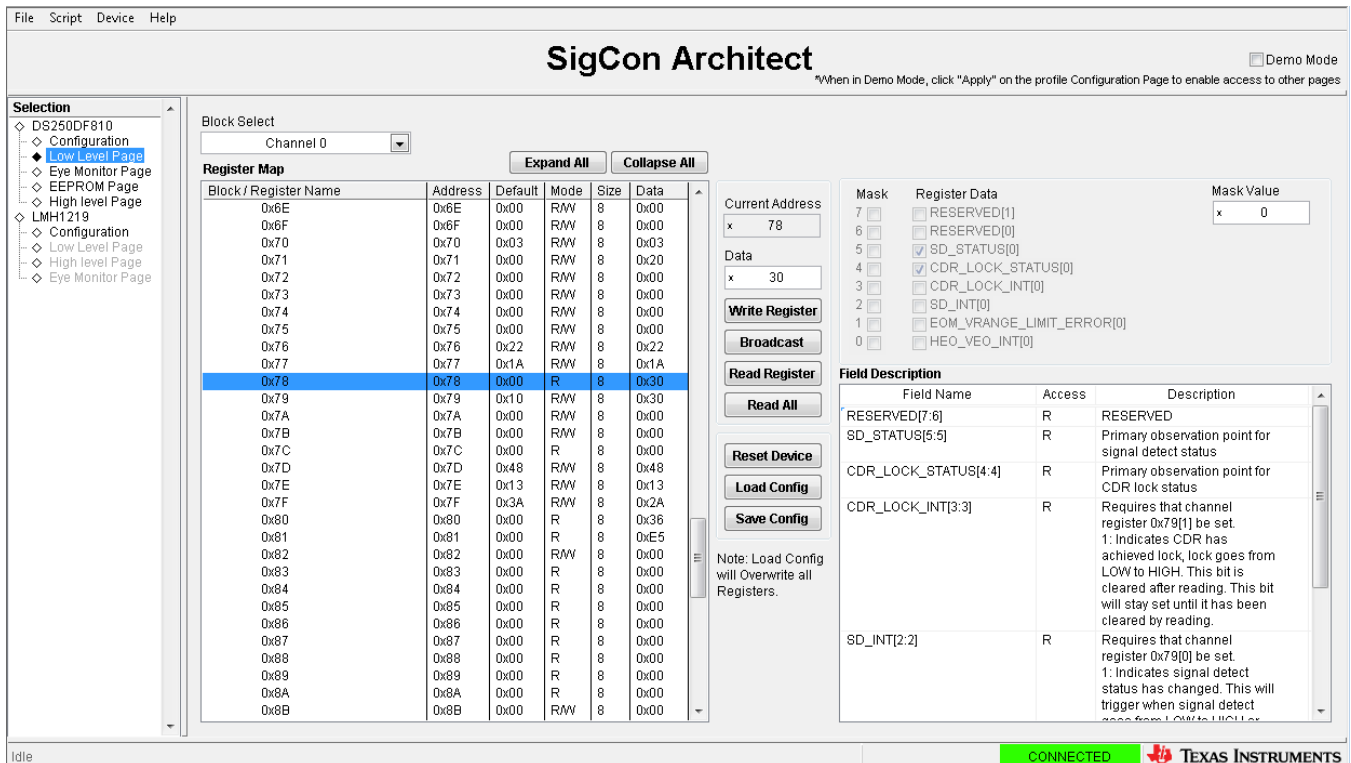 File Script Device Help
SigCon Architect
Demo Mode
*When in Demo Mode, click "Apply" on the profile Configuration Page to enable access to other pages
Selection
DS250DF810
Configuration
Low Level Page
Eye Monitor Page
EEPROM Page
High level Page
LMH1219
Configuration
Low Level Page
High level Page
Eye Monitor Page
Block Select
Channel 0
Register Map
Expand All Collapse All
Block / Register Name Address Default Mode Size Data
0x6E 0x6E 0x00 R/W 8 0x00
0x6F 0x6F 0x00 R/W 8 0x00
0x70 0x70 0x03 R/W 8 0x03
0x71 0x71 0x00 R/W 8 0x20
0x72 0x72 0x00 R/W 8 0x00
0x73 0x73 0x00 R/W 8 0x00
0x74 0x74 0x00 R/W 8 0x00
0x75 0x75 0x00 R/W 8 0x00
0x76 0x76 0x22 R/W 8 0x22
0x77 0x77 0x1A R/W 8 0x1A
0x78 0x78 0x00 R 8 0x30
0x79 0x79 0x10 R/W 8 0x30
0x7A 0x7A 0x00 R/W 8 0x00
0x7B 0x7B 0x00 R/W 8 0x00
0x7C 0x7C 0x00 R 8 0x00
0x7D 0x7D 0x48 R/W 8 0x48
0x7E 0x7E 0x13 R/W 8 0x13
0x7F 0x7F 0x3A R/W 8 0x2A
0x80 0x80 0x00 R 8 0x36
0x81 0x81 0x00 R 8 0xE5
0x82 0x82 0x00 R/W 8 0x00
0x83 0x83 0x00 R 8 0x00
0x84 0x84 0x00 R 8 0x00
0x85 0x85 0x00 R 8 0x00
0x86 0x86 0x00 R 8 0x00
0x87 0x87 0x00 R 8 0x00
0x88 0x88 0x00 R 8 0x00
0x89 0x89 0x00 R 8 0x00
0x8A 0x8A 0x00 R 8 0x00
0x8B 0x8B 0x00 R/W 8 0x00
Current Address
x 78
Data
x 30
Write Register
Broadcast
Read Register
Read All
Reset Device
Load Config
Save Config
Note: Load Config
will Overwrite all
Registers.
Mask Register Data Mask Value
x 0
7 RESERVED[1]
6 RESERVED[0]
5 SD_STATUS[0]
4 CDR_LOCK_STATUS[0]
3 CDR_LOCK_INT[0]
2 SD_INT[0]
1 EOM_VRANGE_LIMIT_ERROR[0]
0 HEO_VEO_INT[0]
Field Description
Field Name Access Description
RESERVED[7:6] R RESERVED
SD_STATUS[5:5] R Primary observation point for
signal detect status
CDR_LOCK_STATUS[4:4] R Primary observation point for
CDR lock status
CDR_LOCK_INT[3:3] R Requires that channel
register 0x79[1] be set.
1: Indicates CDR has
achieved lock, lock goes from
LOW to HIGH. This bit is
cleared after reading. This bit
will stay set until it has been
cleared by reading.
SD_INT[2:2] R Requires that channel
register 0x79[0] be set.
1: Indicates signal detect
status has changed. This will
trigger when signal detect
goes from LOW to HIGH or
Idle
CONNECTED
TEXAS INSTRUMENTS